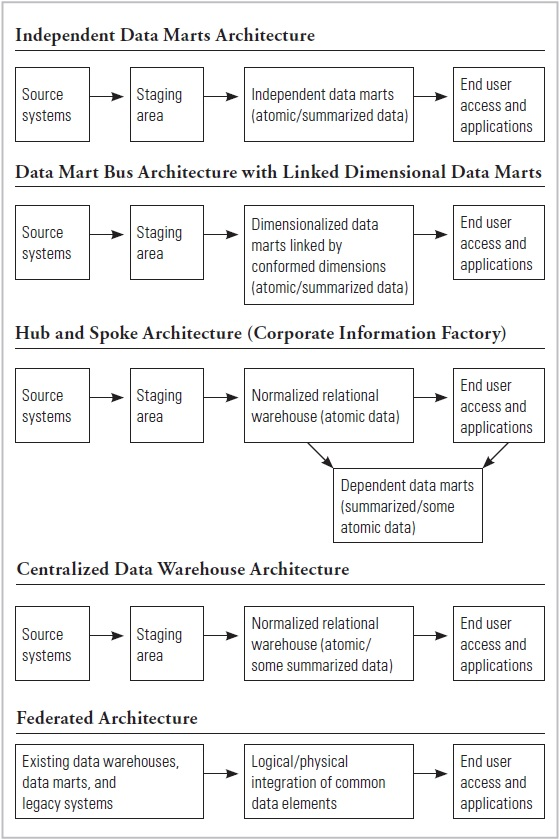 Independent Data Marts Architecture
Source
systems
Staging
area
Independent data marts
(atomic/summarized data)
End user
access and
applications
Data Mart Bus Architecture with Linked Dimensional Data Marts
Source
systems
Staging
area
Dimensionalized data
marts linked by
conformed dimensions
(atomic/summarized data)
End user
access and
applications
Hub and Spoke Architecture (Corporate Information Factory)
Source
systems
Staging
area
Normalized relational
warehouse (atomic data)
End user
access and
applications
Dependent data marts
(summarized/some
atomic data)
Centralized Data Warehouse Architecture
Source
systems
Staging
area
Normalized relational
warehouse (atomic/
some summarized data)
End user
access and
applications
Federated Architecture
Existing data warehouses,
data marts, and
legacy systems
Logical/physical
integration of common
data elements
End user
access and
applications